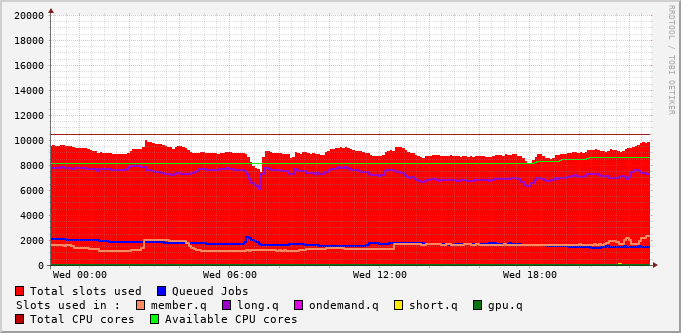 RRDTOOL / TOBI OETIKER
20000
18000
16000
14000
12000
10000
8000
6000
4000
2000
0
Wed 00:00 Wed 06:00 Wed 12:00 Wed 18:00
Total slots used Queued Jobs
Slots used in : member.q long.q ondemand.q short.q gpu.q
Total CPU cores Available CPU cores